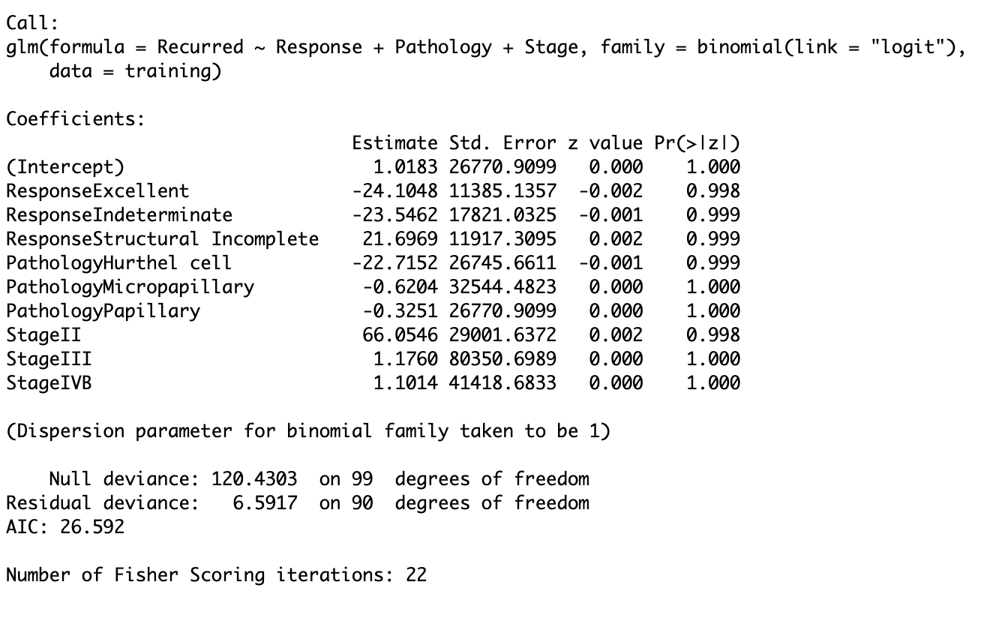 Call:
glm(formula = Recurred ~ Response + Pathology + Stage, family = binomial(link = "logit"),
    data = training)

Coefficients:
                                Estimate Std. Error z value Pr(>|z|)
(Intercept)                       1.0183 26770.9099   0.000    1.000
ResponseExcellent               -24.1048 11385.1357  -0.002    0.998
ResponseIndeterminate           -23.5462 17821.0325  -0.001    0.999
ResponseStructural Incomplete    21.6969 11917.3095   0.002    0.999
PathologyHurthel cell           -22.7152 26745.6611  -0.001    0.999
PathologyMicropapillary          -0.6204 32544.4823   0.000    1.000
PathologyPapillary               -0.3251 26770.9099   0.000    1.000
StageII                          66.0546 29001.6372   0.002    0.998
StageIII                          1.1760 80350.6989   0.000    1.000
StageIVB                          1.1014 41418.6833   0.000    1.000

(Dispersion parameter for binomial family taken to be 1)

    Null deviance: 120.4303  on 99  degrees of freedom
Residual deviance:   6.5917  on 90  degrees of freedom
AIC: 26.592

Number of Fisher Scoring iterations: 22